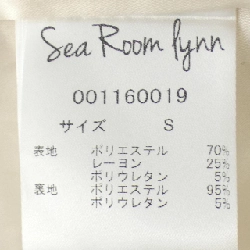 Sea Room lynn
001160019
サイズ S
表地 ポリエステル 70%
レーヨン 25%
ポリウレタン 5%
裏地 ポリエステル 95%
ポリウレタン 5%